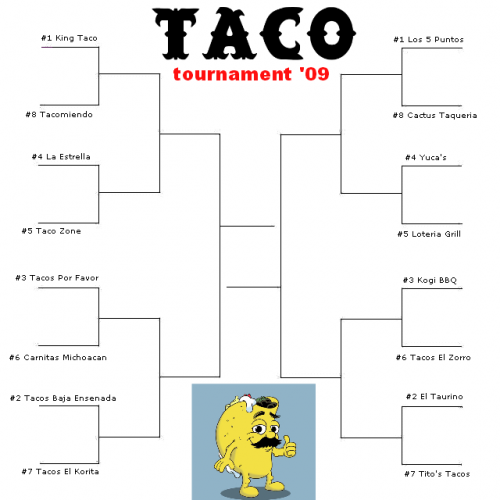 TACO
tournament '09
#1 King Taco
#8 Tacomiendo
#4 La Estrella
#5 Taco Zone
#3 Tacos Por Favor
#6 Carnitas Michoacan
#2 Tacos Baja Ensenada
#7 Tacos El Korita
#1 Los 5 Puntos
#8 Cactus Taqueria
#4 Yuca's
#5 Loteria Grill
#3 Kogi BBQ
#6 Tacos El Zorro
#2 El Taurino
#7 Tito's Tacos